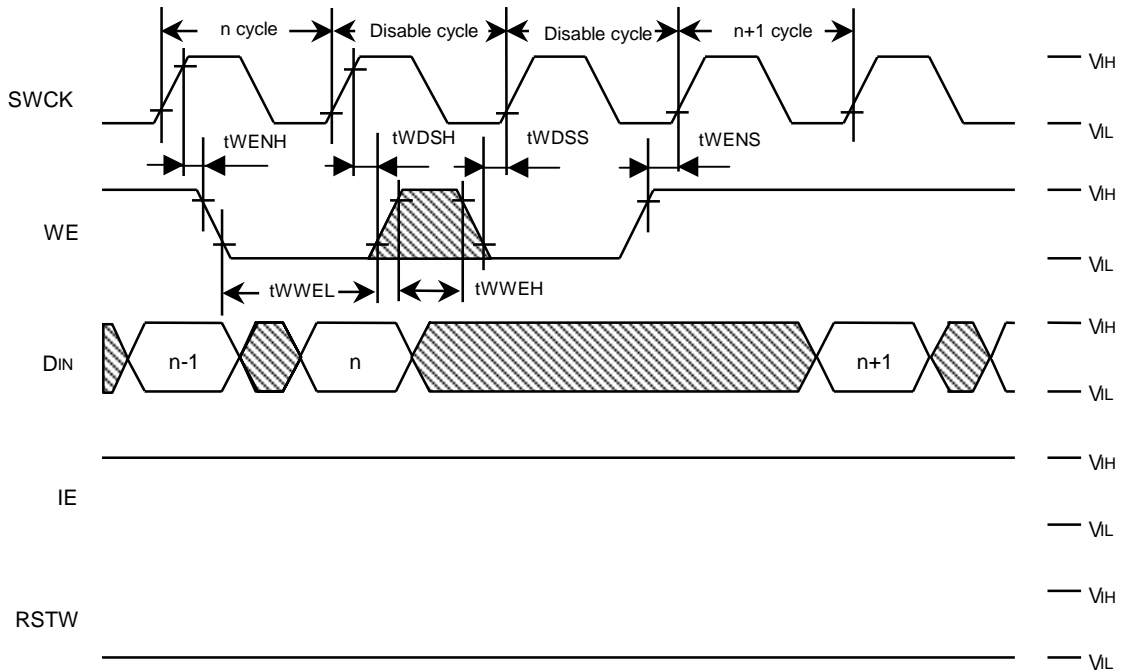 n cycle Disable cycle Disable cycle n+1 cycle
SWCK VIH
VIL
tWENH tWDSH tWDSS tWENS
WE VIH
VIL
tWWEL tWWEH
DIN n-1 n n+1 VIH
VIL
IE VIH
VIL
RSTW VIH
VIL